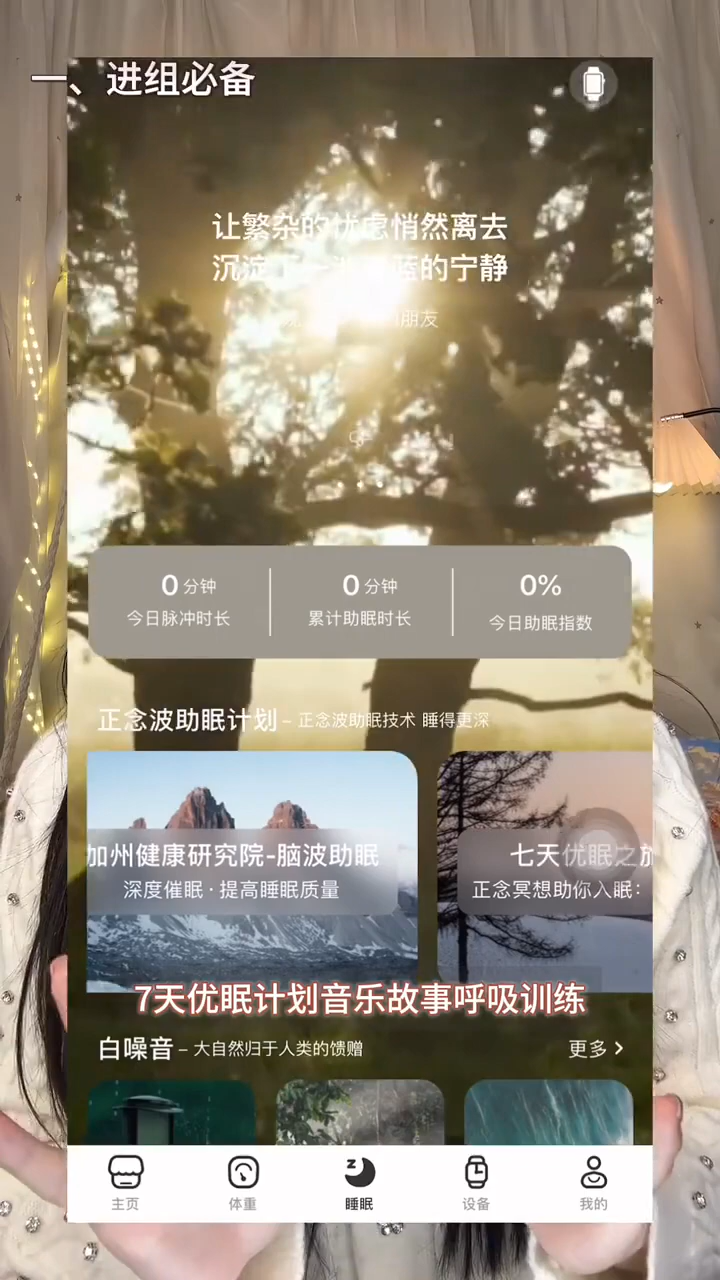 一、进组必备
让繁杂的忧虑悄然离去
沉淀下一湛蓝的宁静
朋友
0分钟
今日脉冲时长
0分钟
累计助眠时长
0%
今日助眠指数
正念波助眠计划 – 正念波助眠技术 睡得更深
加州健康研究院-脑波助眠
深度催眠·提高睡眠质量
七天优眠之旅
正念冥想助你入眠:
7天优眠计划音乐故事呼吸训练
白噪音 – 大自然归于人类的馈赠
更多
主页
体重
睡眠
设备
我的